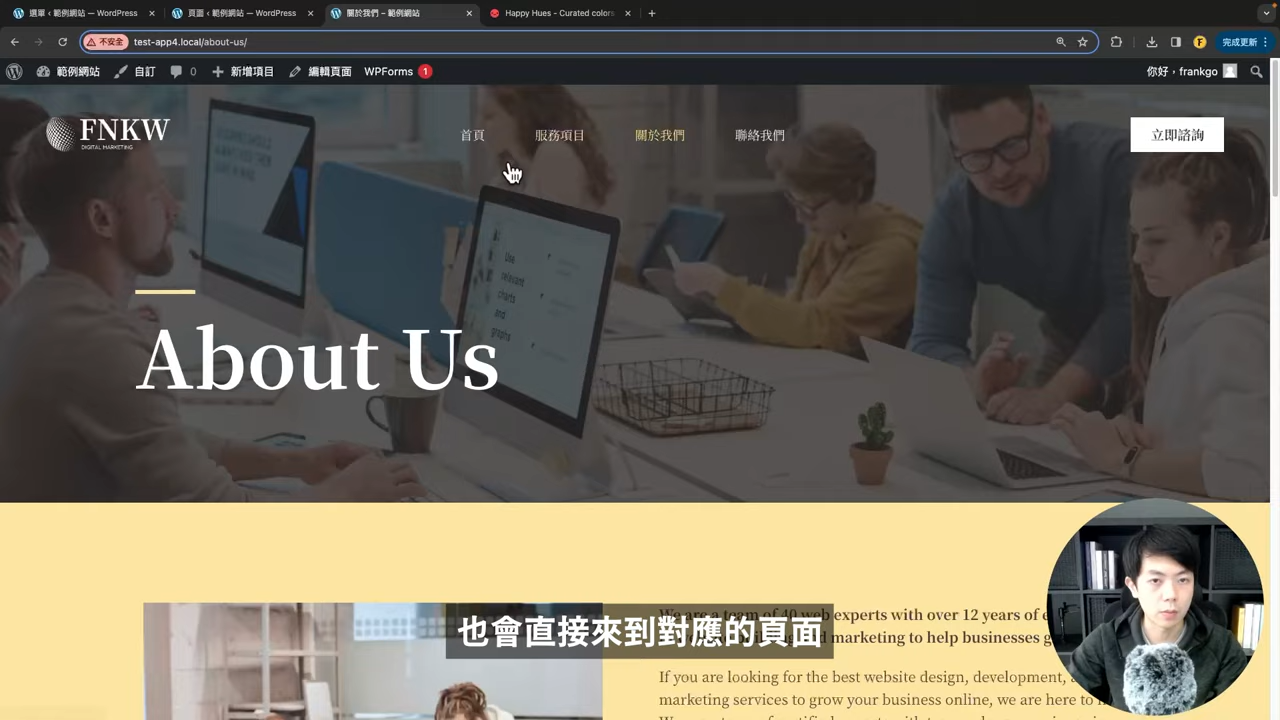 選單 ‹ 範例網站 — WordPress
頁面 ‹ 範例網站 — WordPress
關於我們 – 範例網站
Happy Hues - Curated colors
不安全
test-app4.local/about-us/
完成更新
範例網站
自訂
0
新增項目
編輯頁面
WPForms 1
你好，frankgo
FNKW
DIGITAL MARKETING
首頁
服務項目
關於我們
聯絡我們
立即諮詢
Use
relevant
charts
and
graphs
About Us
We are a team of 40 web experts with over 12 years of
marketing to help businesses
也會直接來到對應的頁面
If you are looking for the best website design, development,
marketing services to grow your business online, we are here to